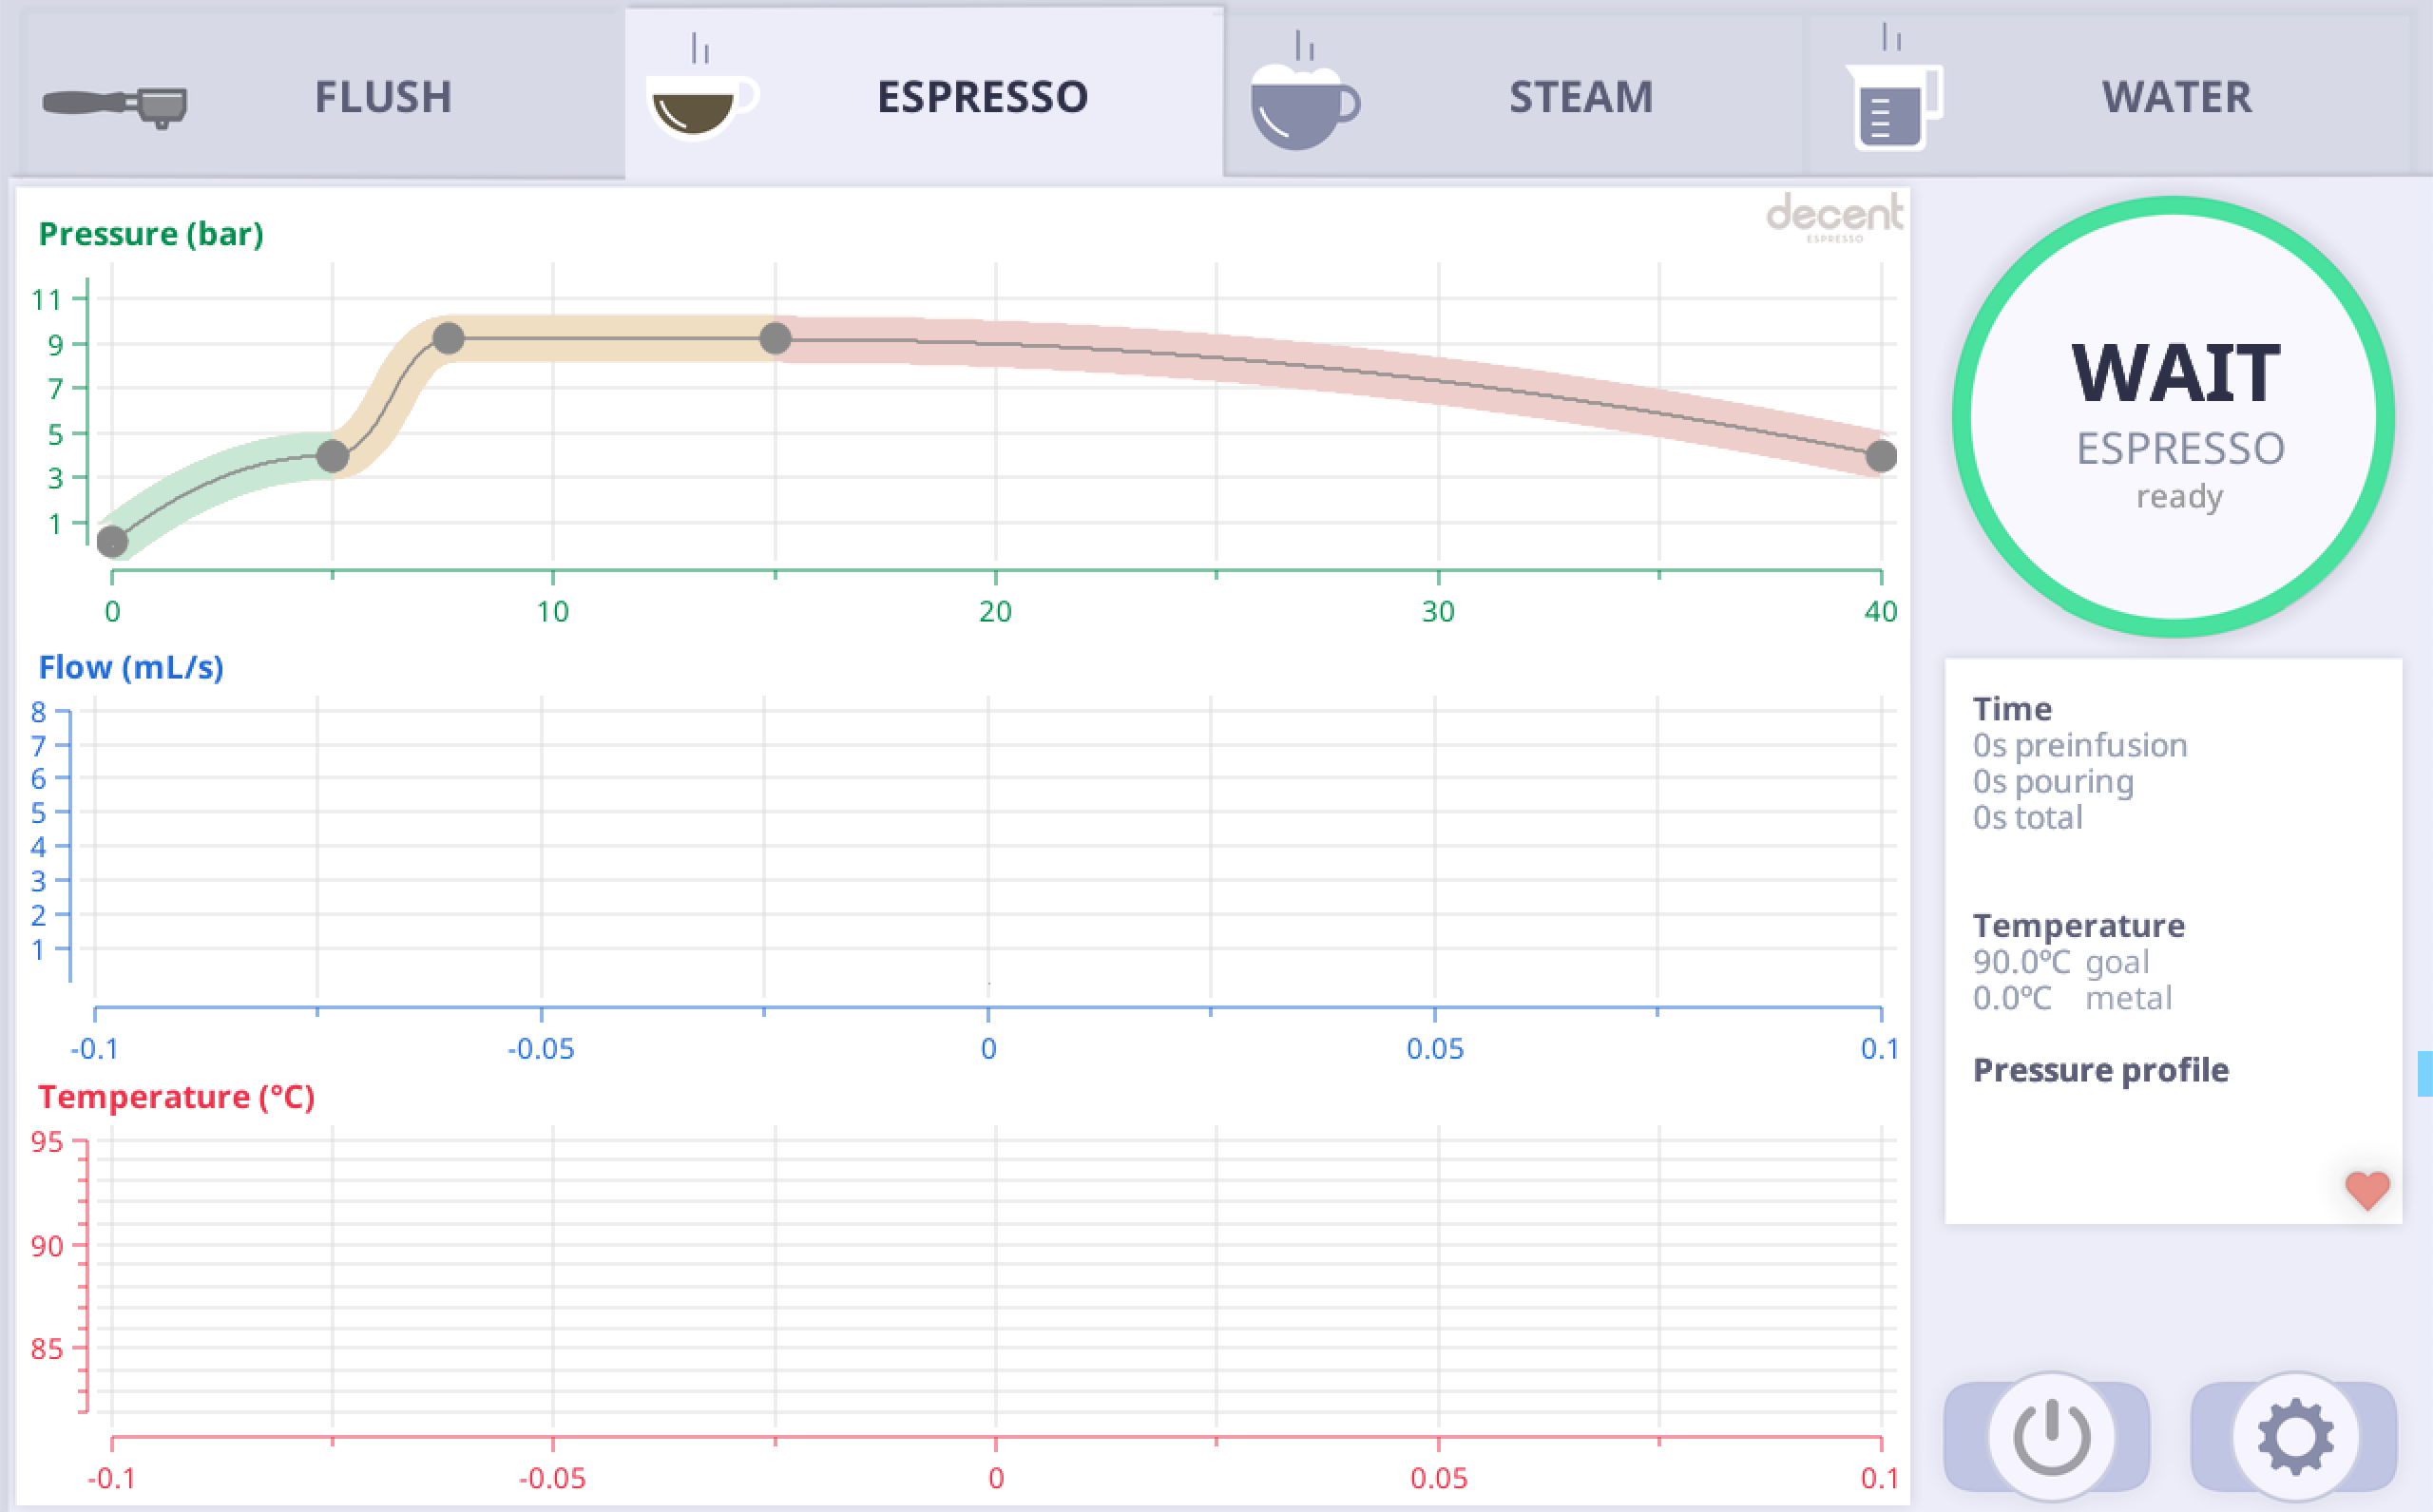 FLUSH
ESPRESSO
STEAM
WATER
Pressure (bar)
decent
ESPRESSO
11
9
7
5
3
1
0
10
20
30
40
Flow (mL/s)
8
7
6
5
4
3
2
1
-0.1
-0.05
0
0.05
0.1
Temperature (°C)
95
90
85
-0.1
-0.05
0
0.05
0.1
WAIT
ESPRESSO
ready
Time
0s preinfusion
0s pouring
0s total
Temperature
90.0ºC goal
0.0ºC metal
Pressure profile